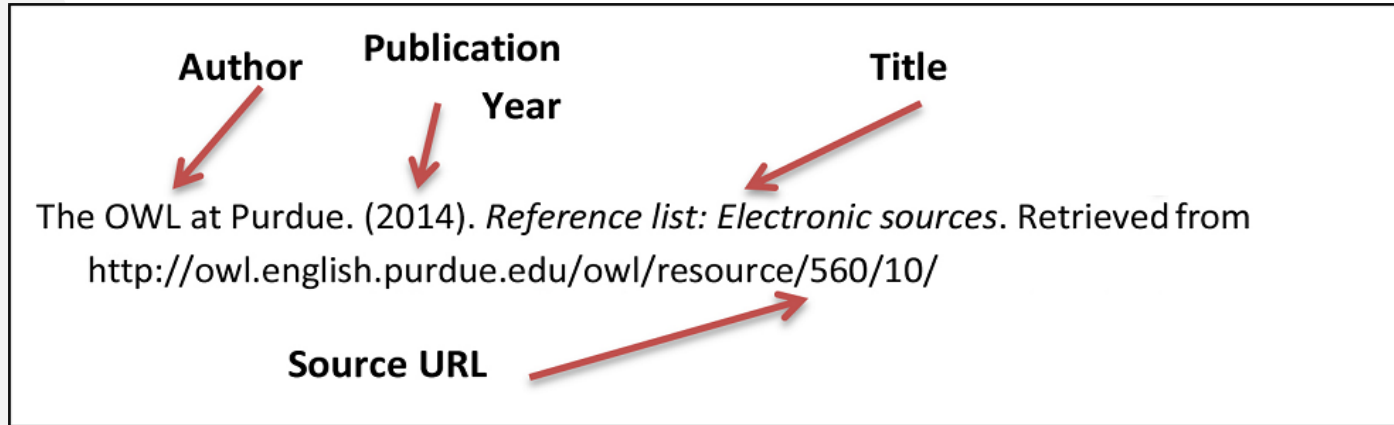 Author
Publication
Year
Title
The OWL at Purdue. (2014). Reference list: Electronic sources. Retrieved from
http://owl.english.purdue.edu/owl/resource/560/10/
Source URL